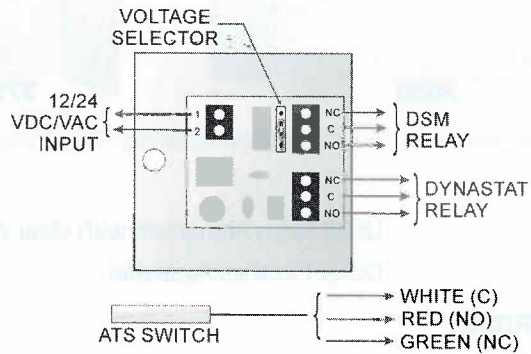 VOLTAGE
SELECTOR
12/24
VDC/VAC
INPUT
1
2
NC
C
NO
DSM
RELAY
NC
C
NO
DYNASTAT
RELAY
ATS SWITCH
WHITE (C)
RED (NO)
GREEN (NC)